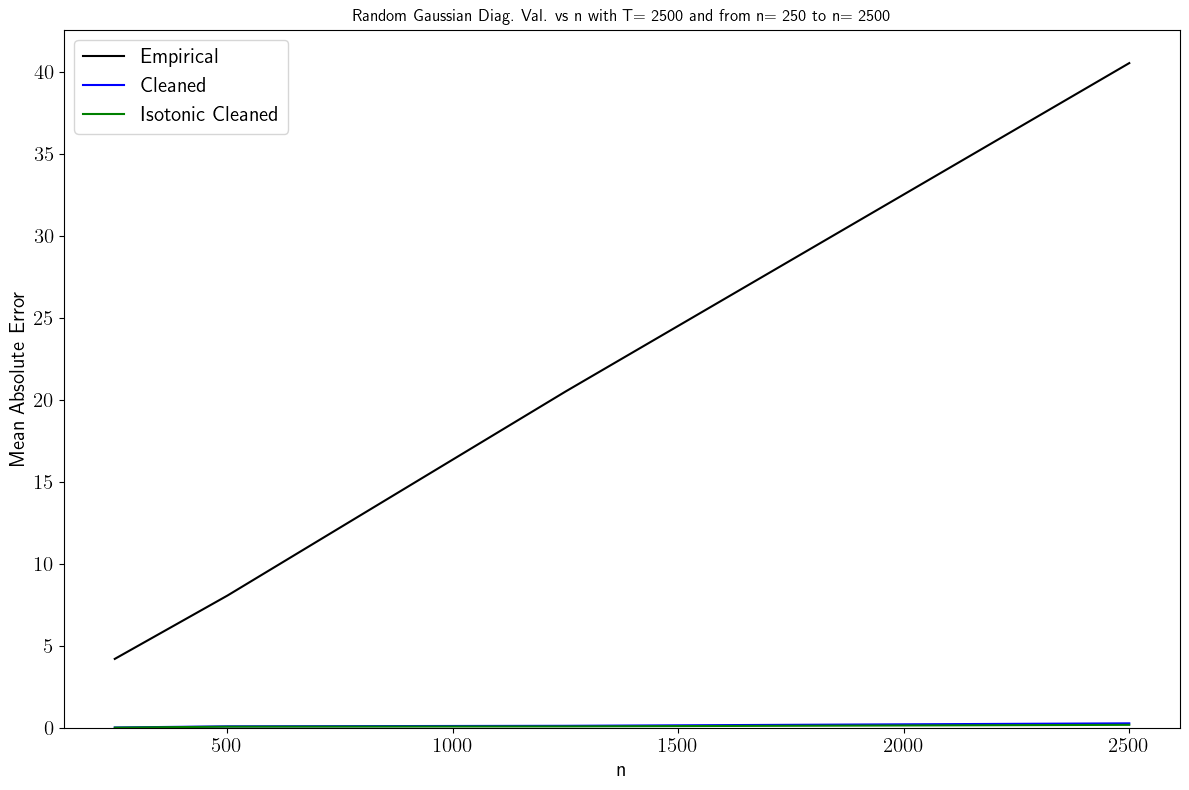 Random Gaussian Diag. Val. vs n with T= 2500 and from n= 250 to n= 2500
Empirical
Cleaned
Isotonic Cleaned
Mean Absolute Error
40
35
30
25
20
15
10
5
0
500 1000 1500 2000 2500
n